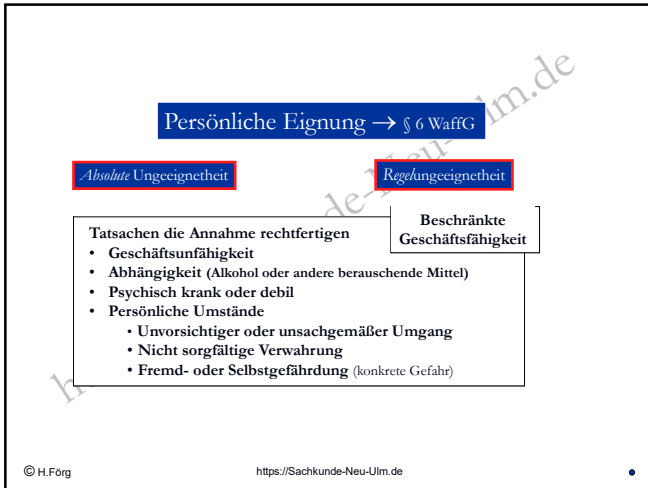 Persönliche Eignung → § 6 WaffG
Absolute Ungeeignetheit
Regelungeeignetheit
Beschränkte
Geschäftsfähigkeit
Tatsachen die Annahme rechtfertigen
• Geschäftsunfähigkeit
• Abhängigkeit (Alkohol oder andere berauschende Mittel)
• Psychisch krank oder debil
• Persönliche Umstände
• Unvorsichtiger oder unsachgemäßer Umgang
• Nicht sorgfältige Verwahrung
• Fremd- oder Selbstgefährdung (konkrete Gefahr)
© H.Förg
https://Sachkunde-Neu-Ulm.de